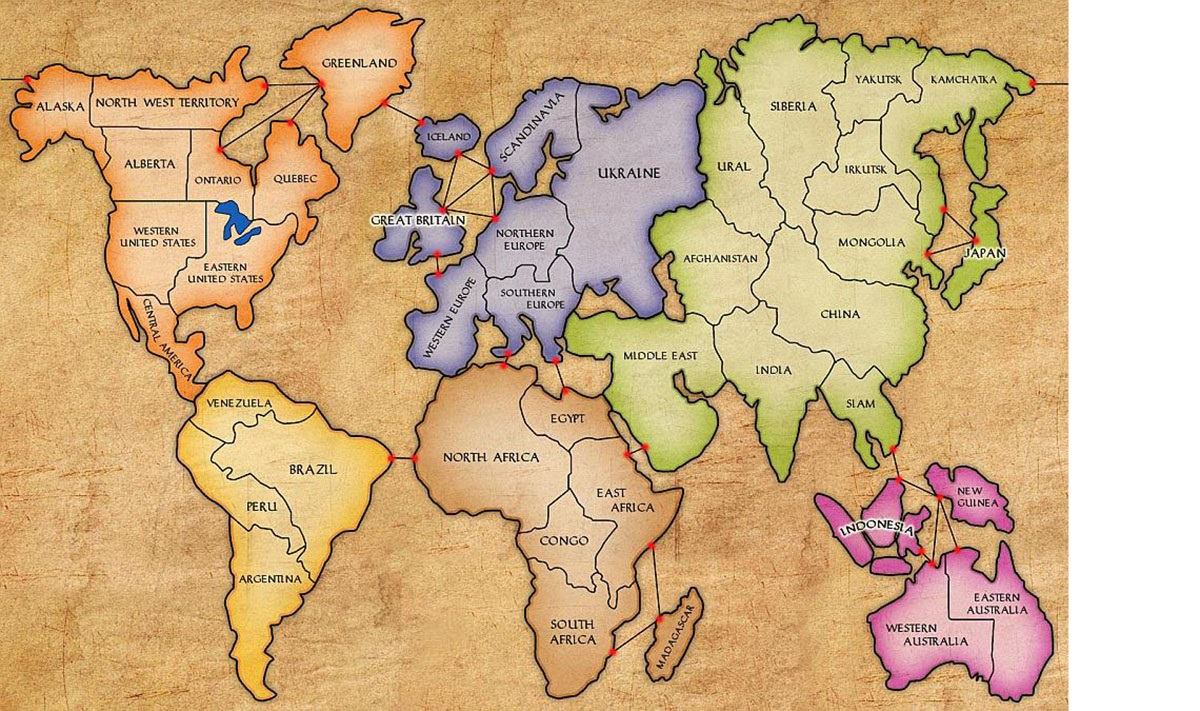 GREENLAND
ALASKA
NORTH WEST TERRITORY
ALBERTA
ONTARIO
QUEBEC
WESTERN
UNITED STATES
EASTERN
UNITED STATES
CENTRAL AMERICA
VENEZUELA
BRAZIL
PERU
ARGENTINA
ICELAND
SCANDINAVIA
UKRAINE
GREAT BRITAIN
NORTHERN
EUROPE
SOUTHERN
EUROPE
WESTERN EUROPE
NORTH AFRICA
EGYPT
EAST
AFRICA
CONGO
SOUTH
AFRICA
MADAGASCAR
YAKUTSK
KAMCHATKA
SIBERIA
URAL
IRKUTSK
MONGOLIA
JAPAN
AFGHANISTAN
CHINA
MIDDLE EAST
INDIA
SIAM
NEW
GUINEA
INDONESIA
EASTERN
AUSTRALIA
WESTERN
AUSTRALIA